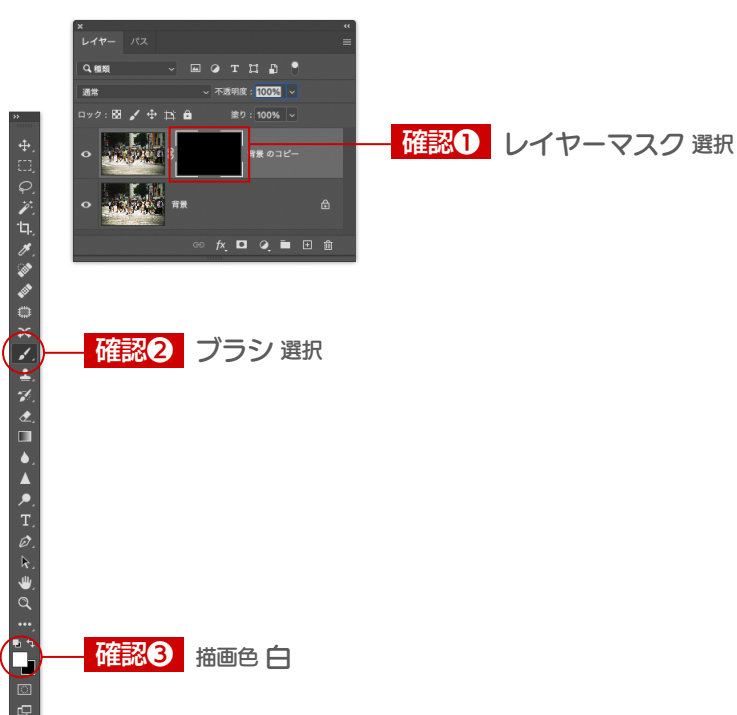 レイヤー パス
種類
通常 不透明度: 100%
ロック: 塗り: 100%
背景 のコピー
背景
fx
確認❶ レイヤーマスク 選択
確認❷ ブラシ 選択
T
確認❸ 描画色 白